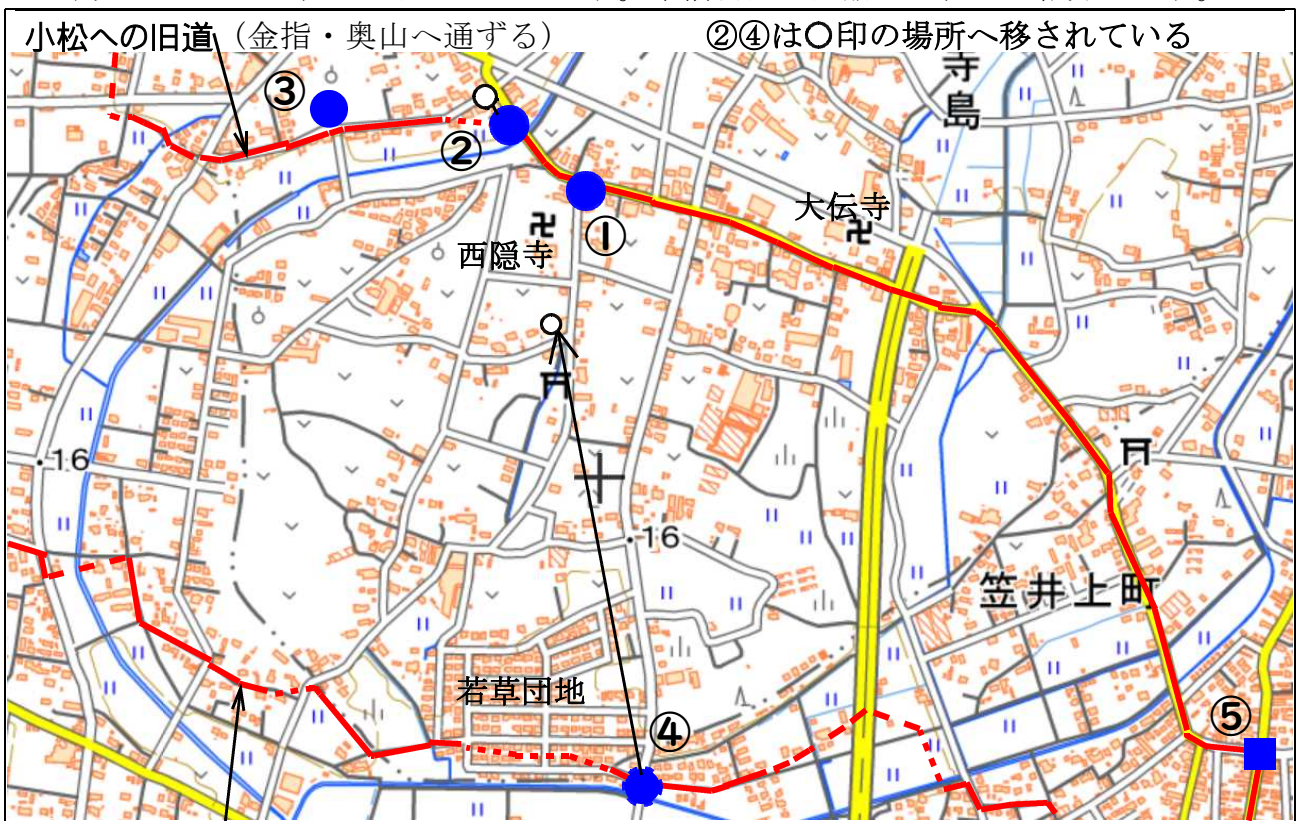 小松への旧道（金指・奥山へ通ずる）
②④は〇印の場所へ移されている
寺島
③
②
①
大伝寺
西隠寺
.16
.16
笠井上町
若草団地
④
⑤